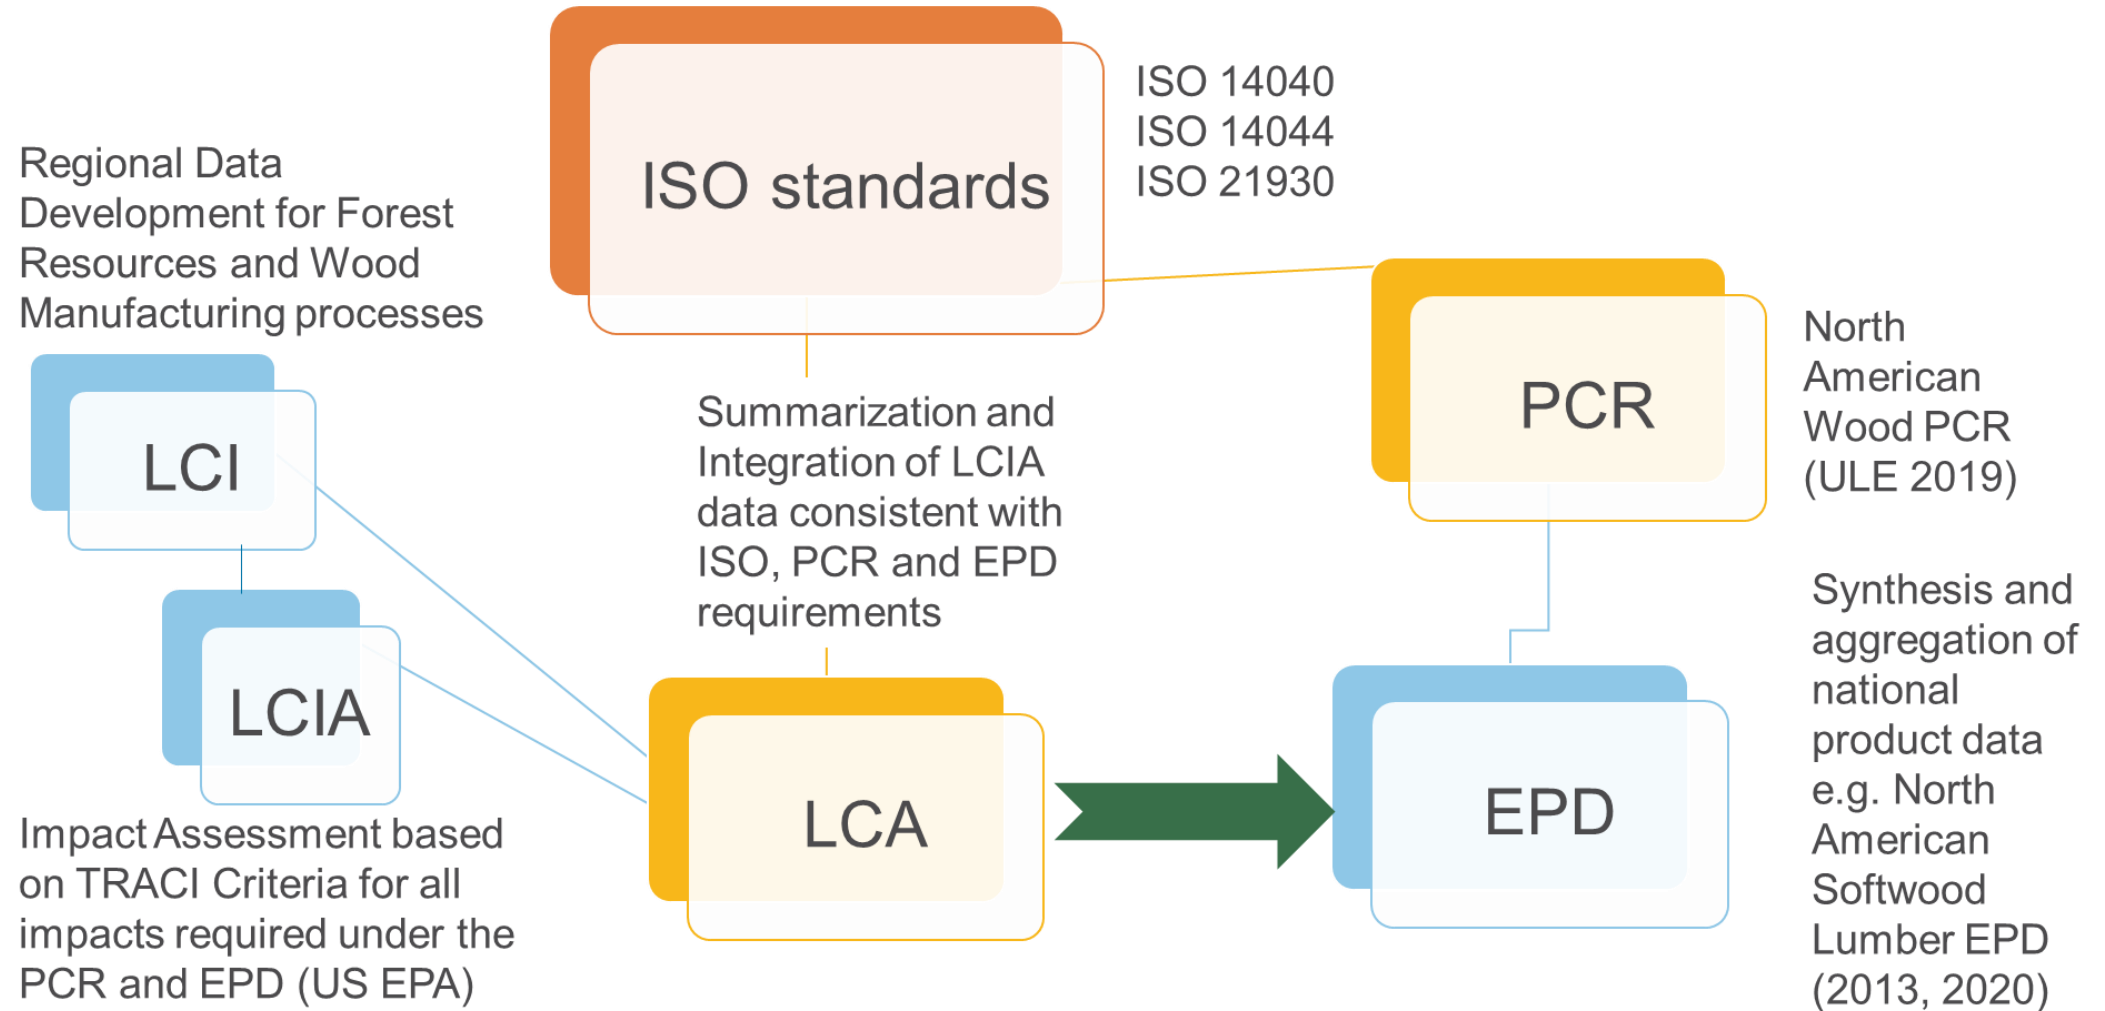 ISO standards
ISO 14040
ISO 14044
ISO 21930
Regional Data
Development for Forest
Resources and Wood
Manufacturing processes
LCI
LCIA
Impact Assessment based
on TRACI Criteria for all
impacts required under the
PCR and EPD (US EPA)
Summarization and
Integration of LCIA
data consistent with
ISO, PCR and EPD
requirements
LCA
PCR
North
American
Wood PCR
(ULE 2019)
EPD
Synthesis and
aggregation of
national
product data
e.g. North
American
Softwood
Lumber EPD
(2013, 2020)